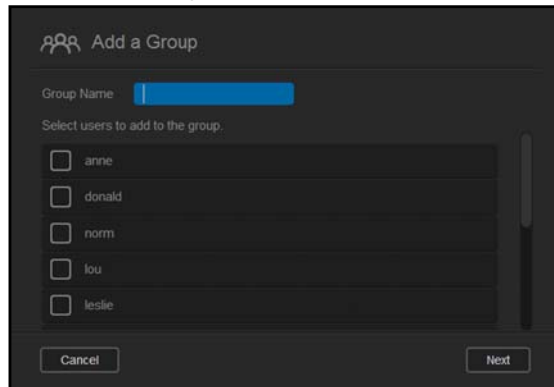 Add a Group
Group Name
Select users to add to the group.
anne
donald
norm
lou
leslie
Cancel Next